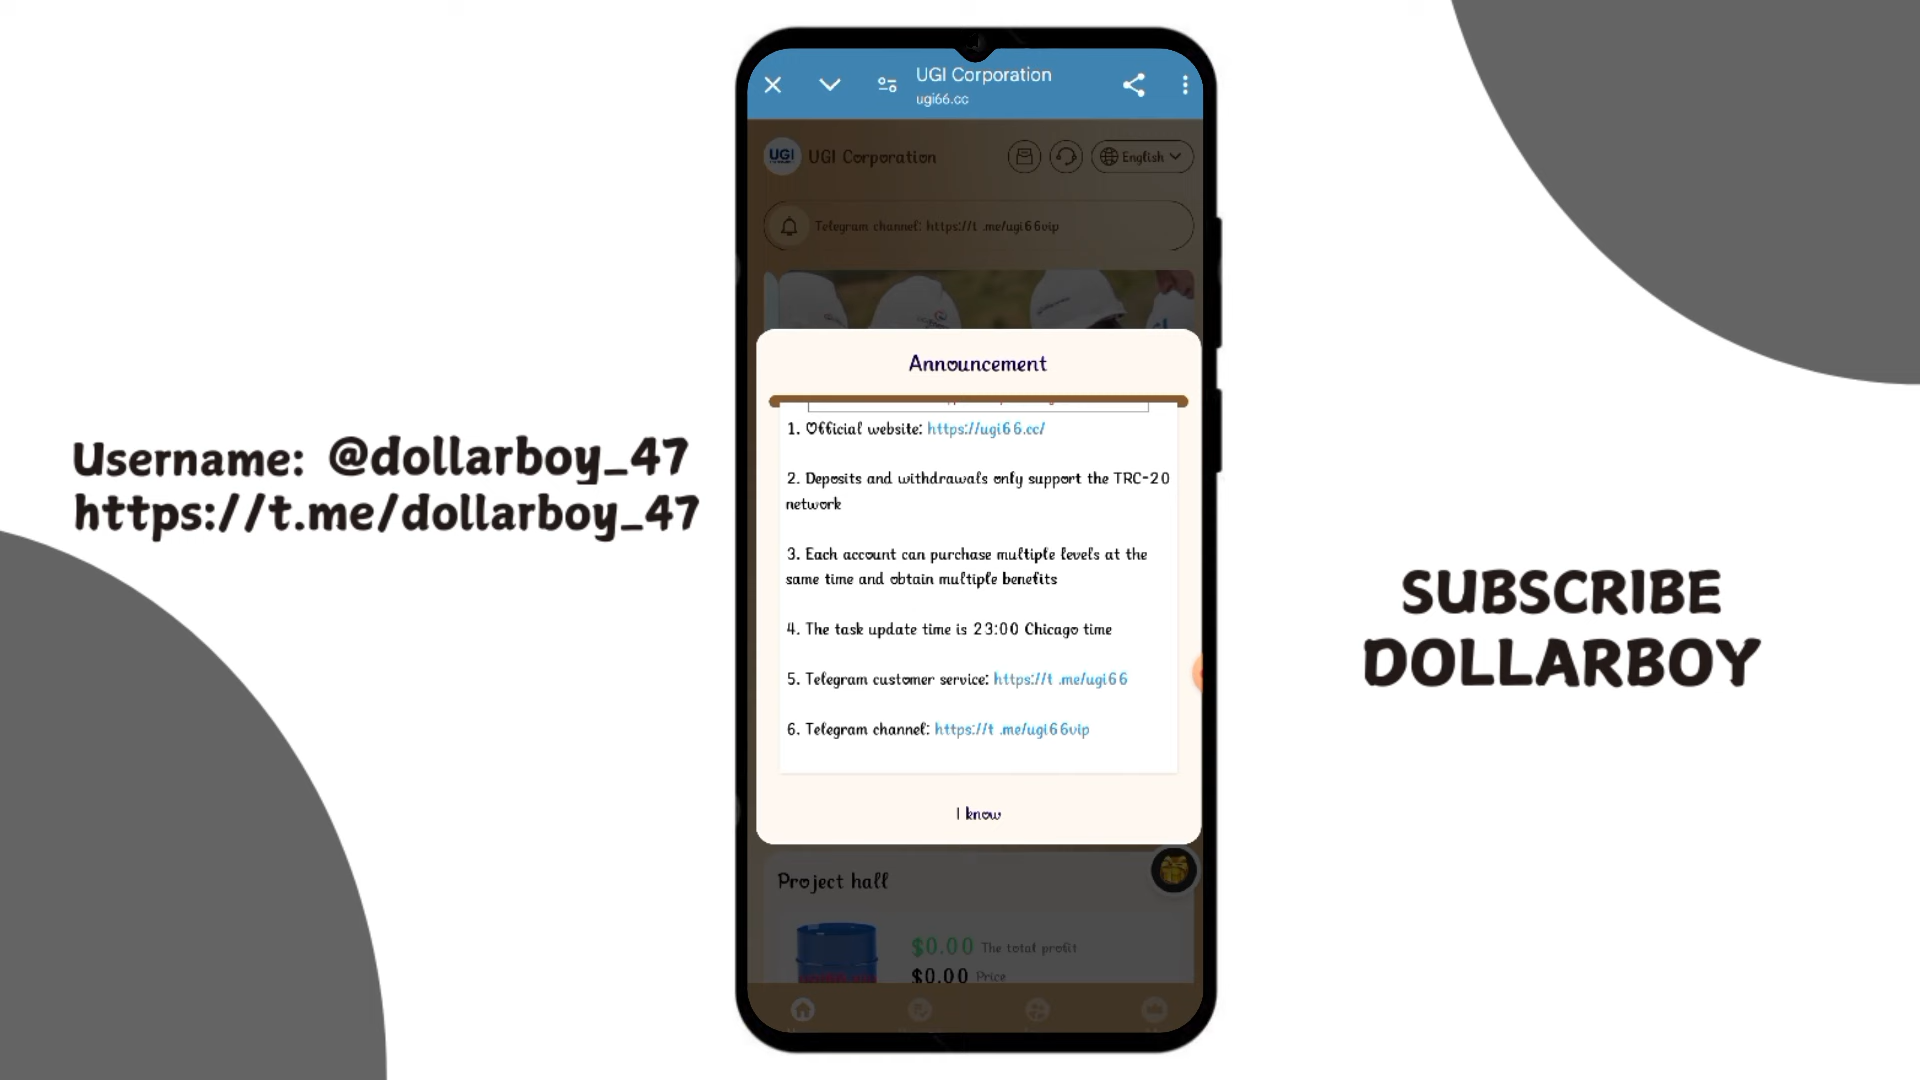 Username: @dollarboy_47
https://t.me/dollarboy_47
UGI Corporation
ugi66.cc
UGI
UGI Corporation
English
Telegram channel: https://t .me/ugi66vip
Announcement
1. Official website: https://ugi66.cc/
2. Deposits and withdrawals only support the TRC-20
network
3. Each account can purchase multiple levels at the
same time and obtain multiple benefits
4. The task update time is 23:00 Chicago time
5. Telegram customer service: https://t .me/ugi66
6. Telegram channel: https://t .me/ugi66vip
I know
Project hall
$0.00 The total profit
$0.00 Price
SUBSCRIBE
DOLLARBOY